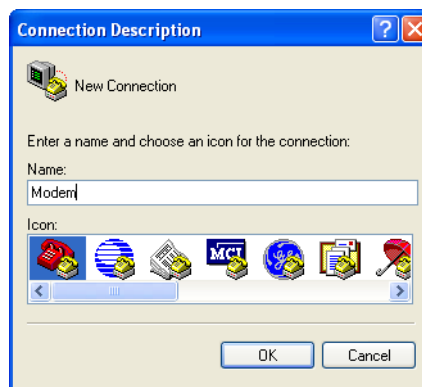 Connection Description
New Connection
Enter a name and choose an icon for the connection:
Name:
Modem
Icon:
MCI
OK
Cancel